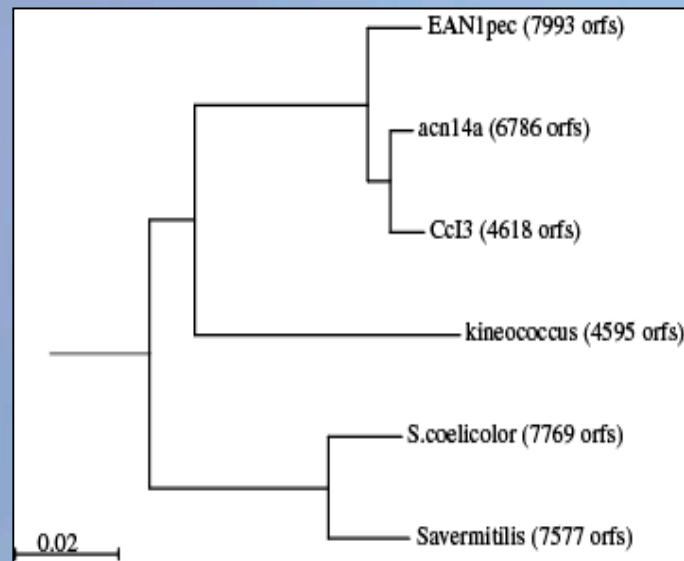 EAN1pec (7993 orfs)
acn14a (6786 orfs)
CcI3 (4618 orfs)
kineococcus (4595 orfs)
S.coelicolor (7769 orfs)
Savermitilis (7577 orfs)
0.02